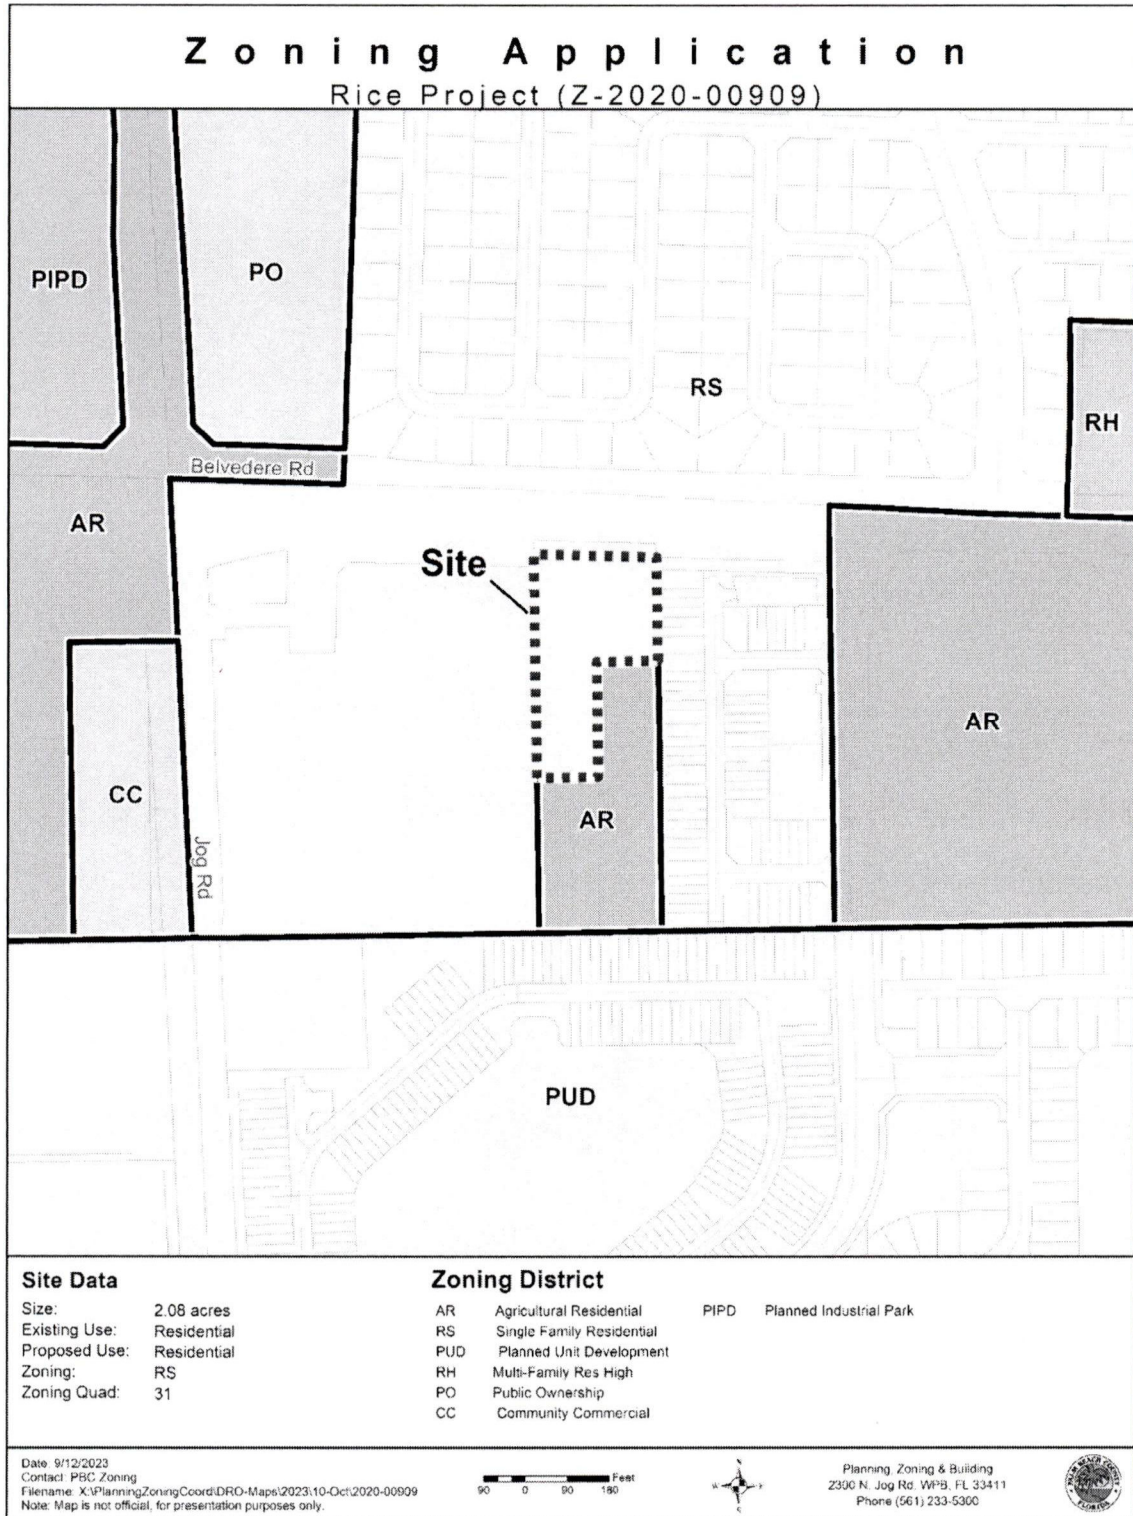 Zoning Application
Rice Project (Z-2020-00909)
PIPD
PO
RS
RH
Belvedere Rd
AR
Site
AR
CC
AR
Jog Rd
PUD
Site Data
Size: 2.08 acres
Existing Use: Residential
Proposed Use: Residential
Zoning: RS
Zoning Quad: 31
Zoning District
AR Agricultural Residential
RS Single Family Residential
PUD Planned Unit Development
RH Multi-Family Res High
PO Public Ownership
CC Community Commercial
PIPD Planned Industrial Park
Date: 9/12/2023
Contact: PBC Zoning
Filename: X:\PlanningZoningCoord\DRO-Maps\2023\10-Oct\2020-00909
Note: Map is not official, for presentation purposes only.
Feet
90 0 90 180
N
W E
S
Planning, Zoning & Building
2300 N. Jog Rd. WPB, FL 33411
Phone (561) 233-5300
PALM BEACH COUNTY
FLORIDA